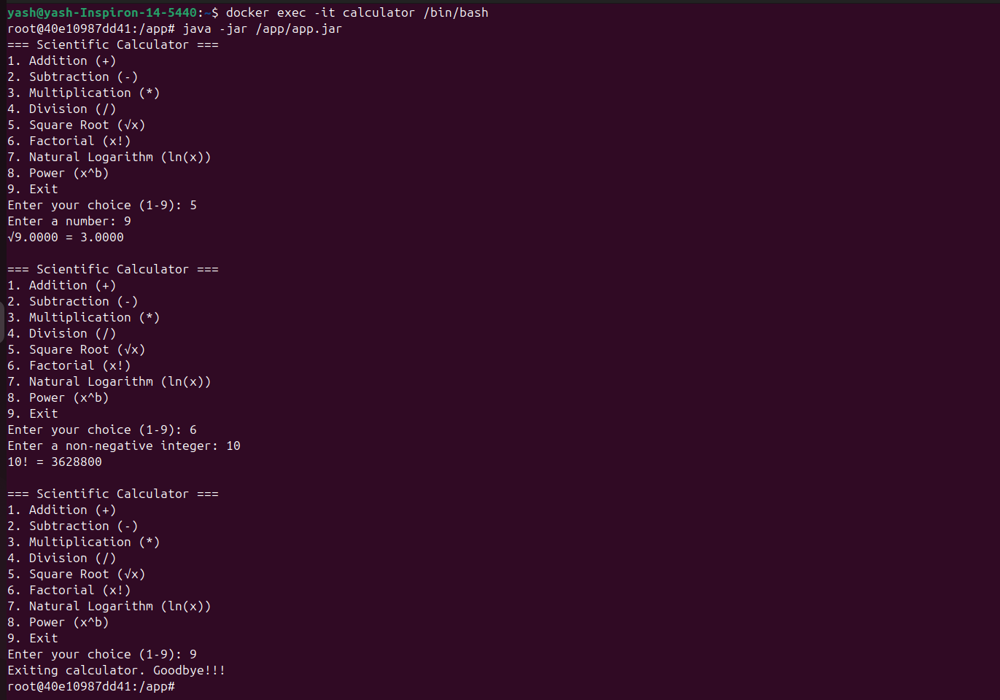 yash@yash-Inspiron-14-5440:~$ docker exec -it calculator /bin/bash
root@40e10987dd41:/app# java -jar /app/app.jar
=== Scientific Calculator ===
1. Addition (+)
2. Subtraction (-)
3. Multiplication (*)
4. Division (/)
5. Square Root (√x)
6. Factorial (x!)
7. Natural Logarithm (ln(x))
8. Power (x^b)
9. Exit
Enter your choice (1-9): 5
Enter a number: 9
√9.0000 = 3.0000

=== Scientific Calculator ===
1. Addition (+)
2. Subtraction (-)
3. Multiplication (*)
4. Division (/)
5. Square Root (√x)
6. Factorial (x!)
7. Natural Logarithm (ln(x))
8. Power (x^b)
9. Exit
Enter your choice (1-9): 6
Enter a non-negative integer: 10
10! = 3628800

=== Scientific Calculator ===
1. Addition (+)
2. Subtraction (-)
3. Multiplication (*)
4. Division (/)
5. Square Root (√x)
6. Factorial (x!)
7. Natural Logarithm (ln(x))
8. Power (x^b)
9. Exit
Enter your choice (1-9): 9
Exiting calculator. Goodbye!!!
root@40e10987dd41:/app#